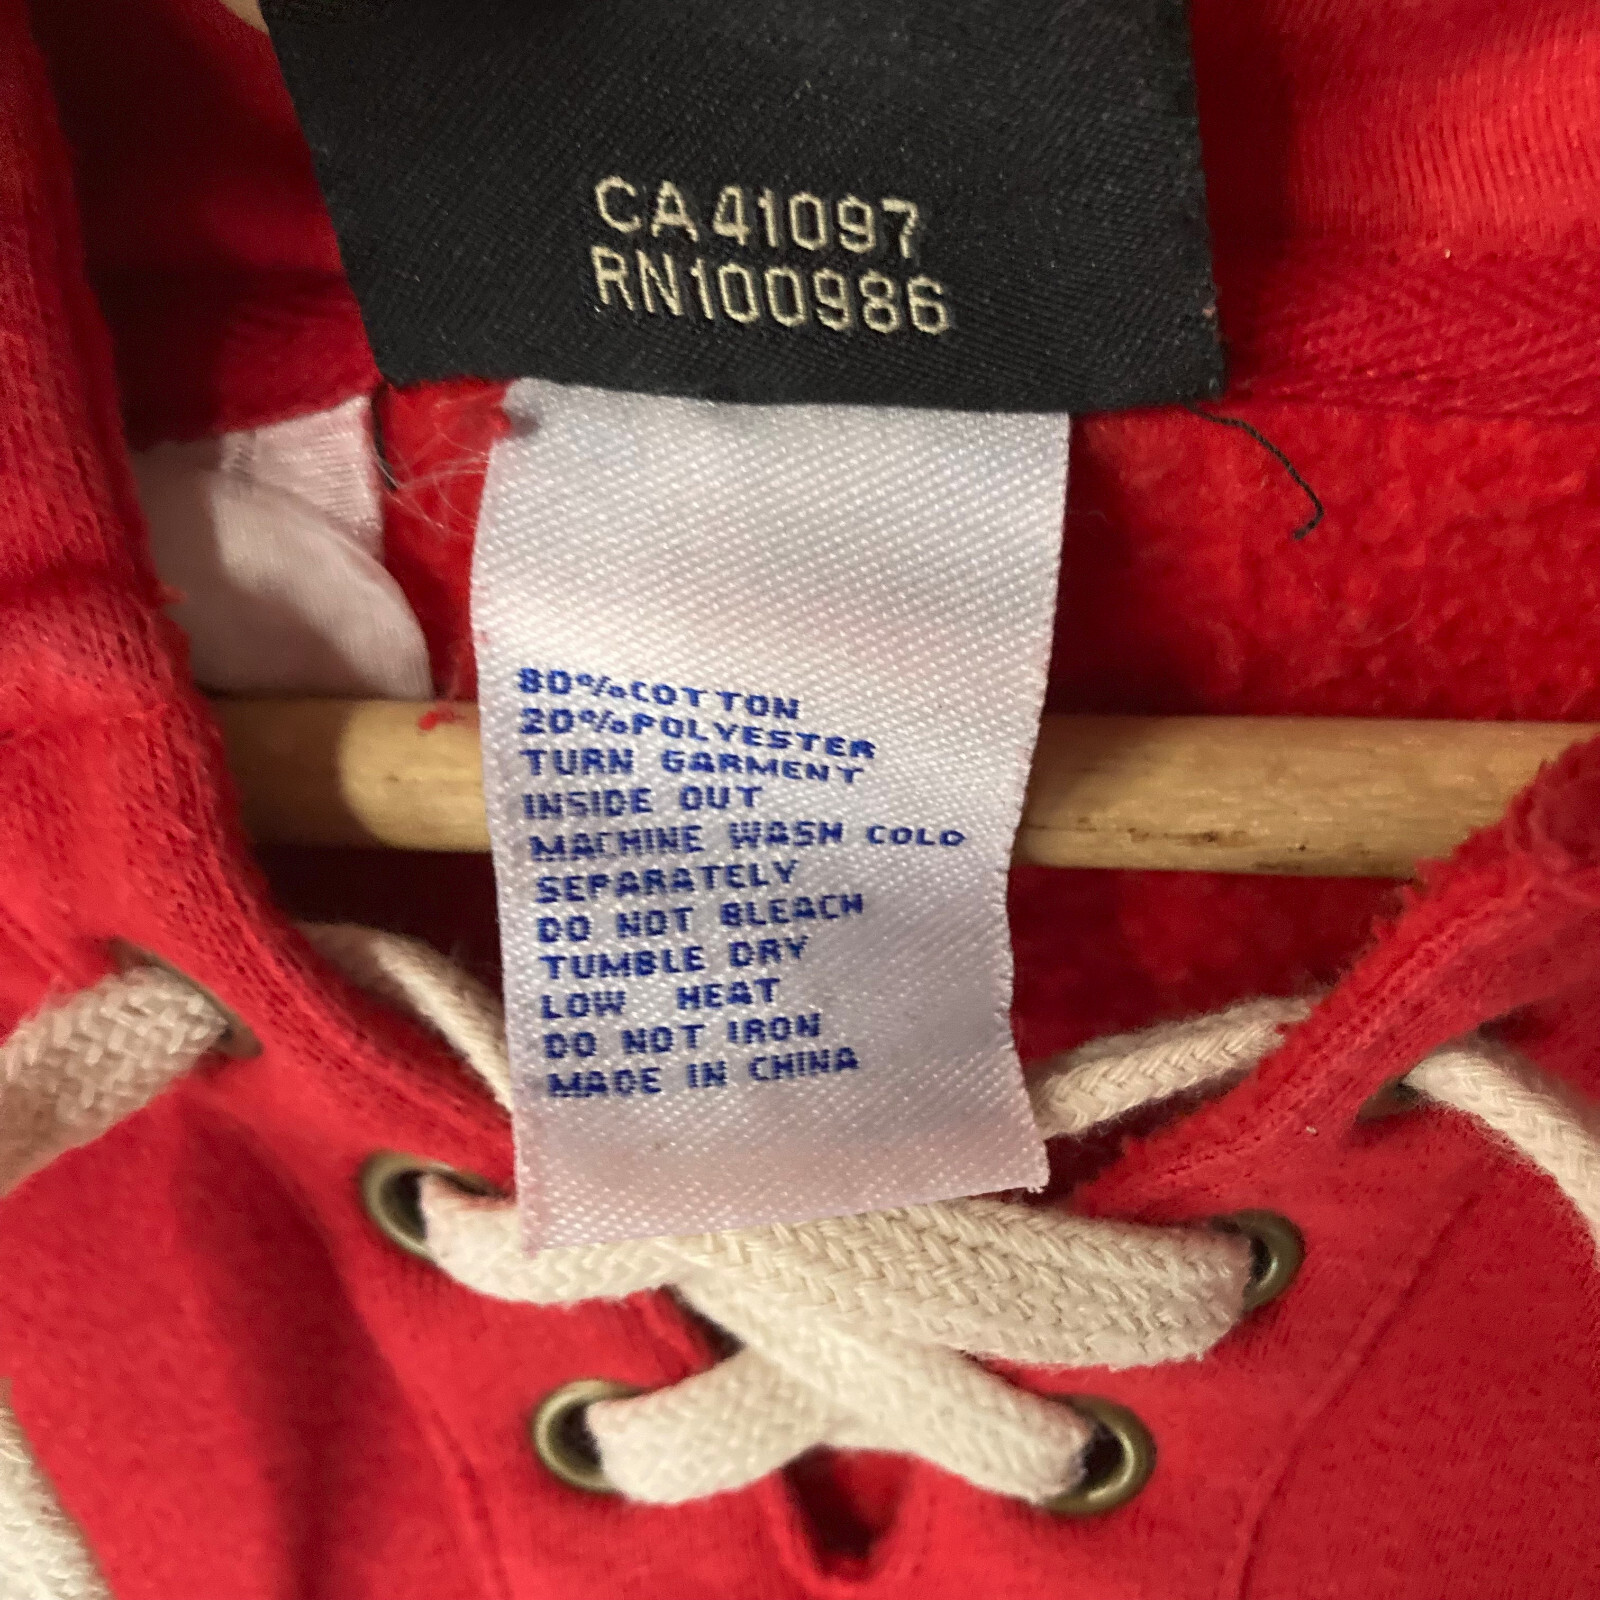 CA41097
RN100986
80%COTTON
20%POLYESTER
TURN GARMENT
INSIDE OUT
MACHINE WASH COLD
SEPARATELY
DO NOT BLEACH
TUMBLE DRY
LOW HEAT
DO NOT IRON
MADE IN CHINA